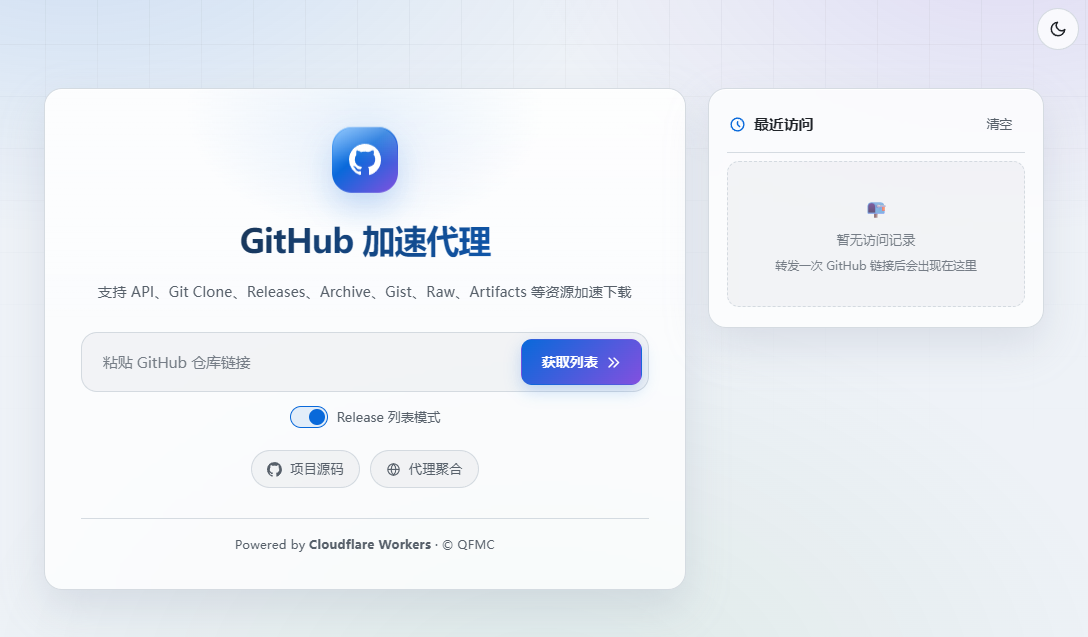 GitHub 加速代理
支持 API、Git Clone、Releases、Archive、Gist、Raw、Artifacts 等资源加速下载
粘贴 GitHub 仓库链接
获取列表
Release 列表模式
项目源码
代理聚合
Powered by Cloudflare Workers · © QFMC
最近访问
清空
暂无访问记录
转发一次 GitHub 链接后会出现在这里